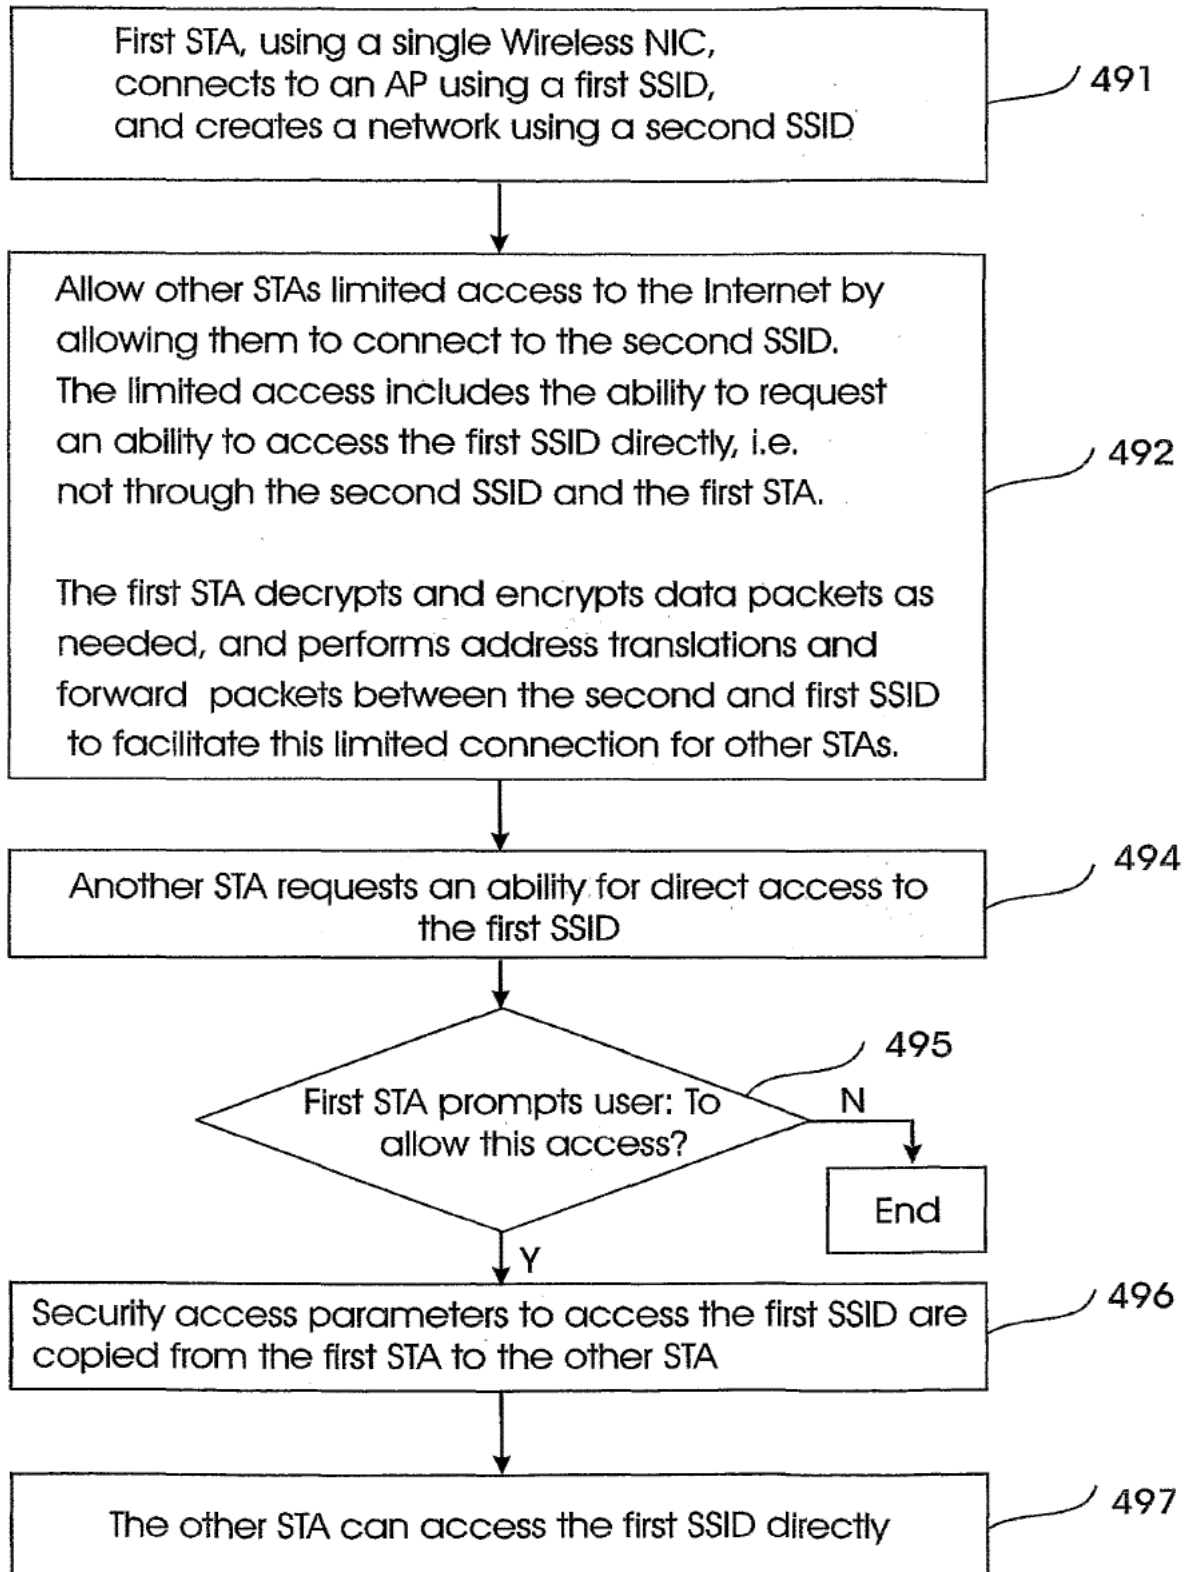 First STA, using a single Wireless NIC,
connects to an AP using a first SSID,
and creates a network using a second SSID
491
Allow other STAs limited access to the Internet by
allowing them to connect to the second SSID.
The limited access includes the ability to request
an ability to access the first SSID directly, i.e.
not through the second SSID and the first STA.
492
The first STA decrypts and encrypts data packets as
needed, and performs address translations and
forward packets between the second and first SSID
to facilitate this limited connection for other STAs.
494
Another STA requests an ability for direct access to
the first SSID
495
First STA prompts user: To
allow this access?
N
End
Y
Security access parameters to access the first SSID are
copied from the first STA to the other STA
496
The other STA can access the first SSID directly
497